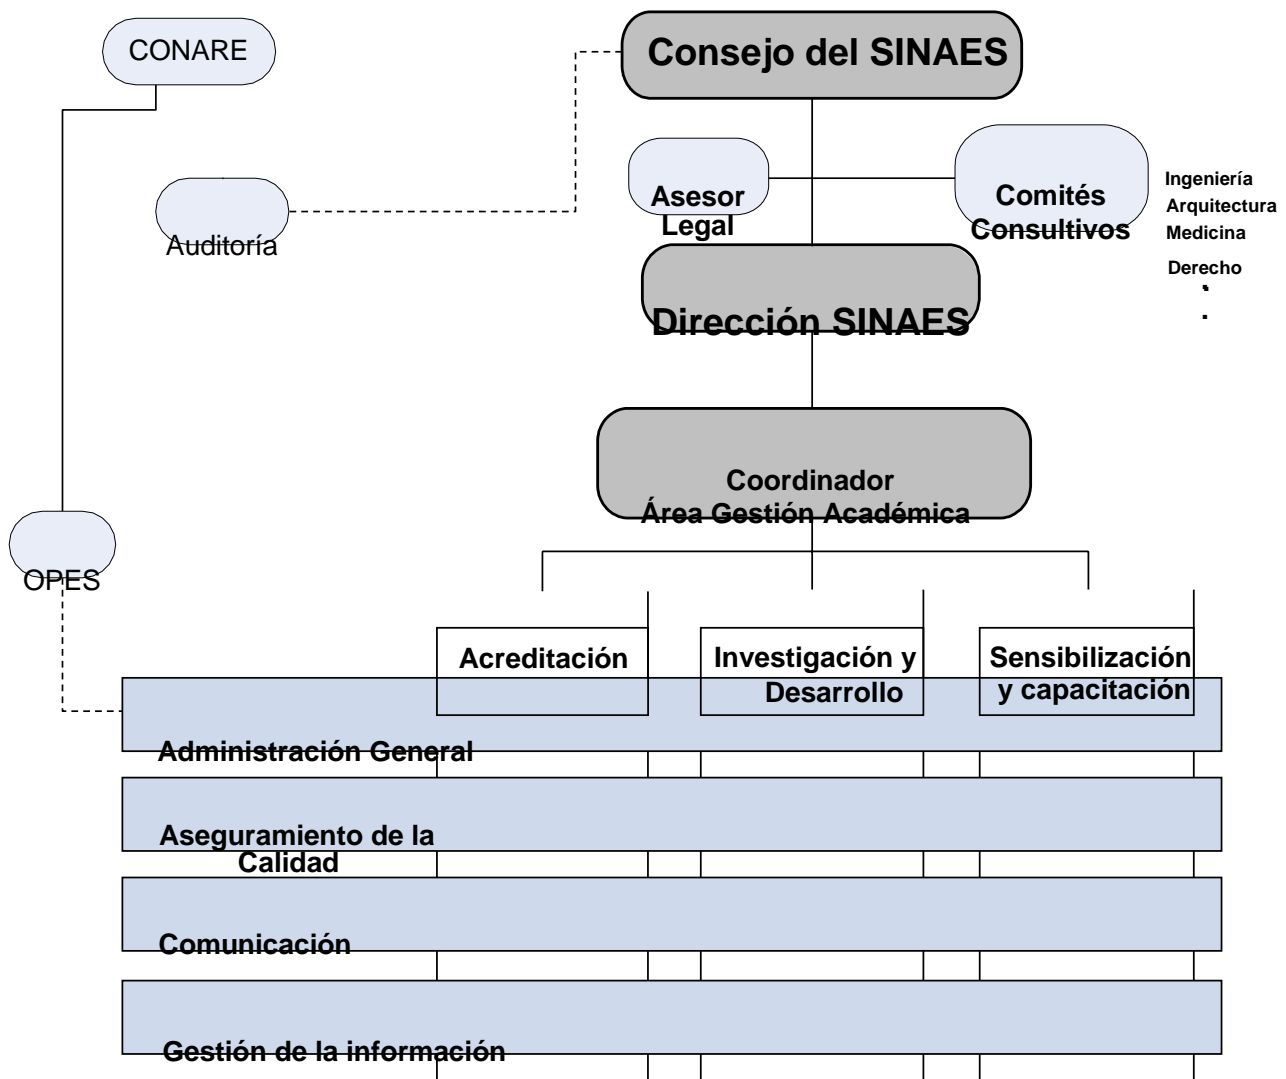 CONARE
Consejo del SINAES
Auditoría
Asesor
Legal
Comités
Consultivos
Ingeniería
Arquitectura
Medicina
Derecho
.
.
Dirección SINAES
Coordinador
Área Gestión Académica
OPES
Acreditación
Investigación y
Desarrollo
Sensibilización
y capacitación
Administración General
Aseguramiento de la
Calidad
Comunicación
Gestión de la información